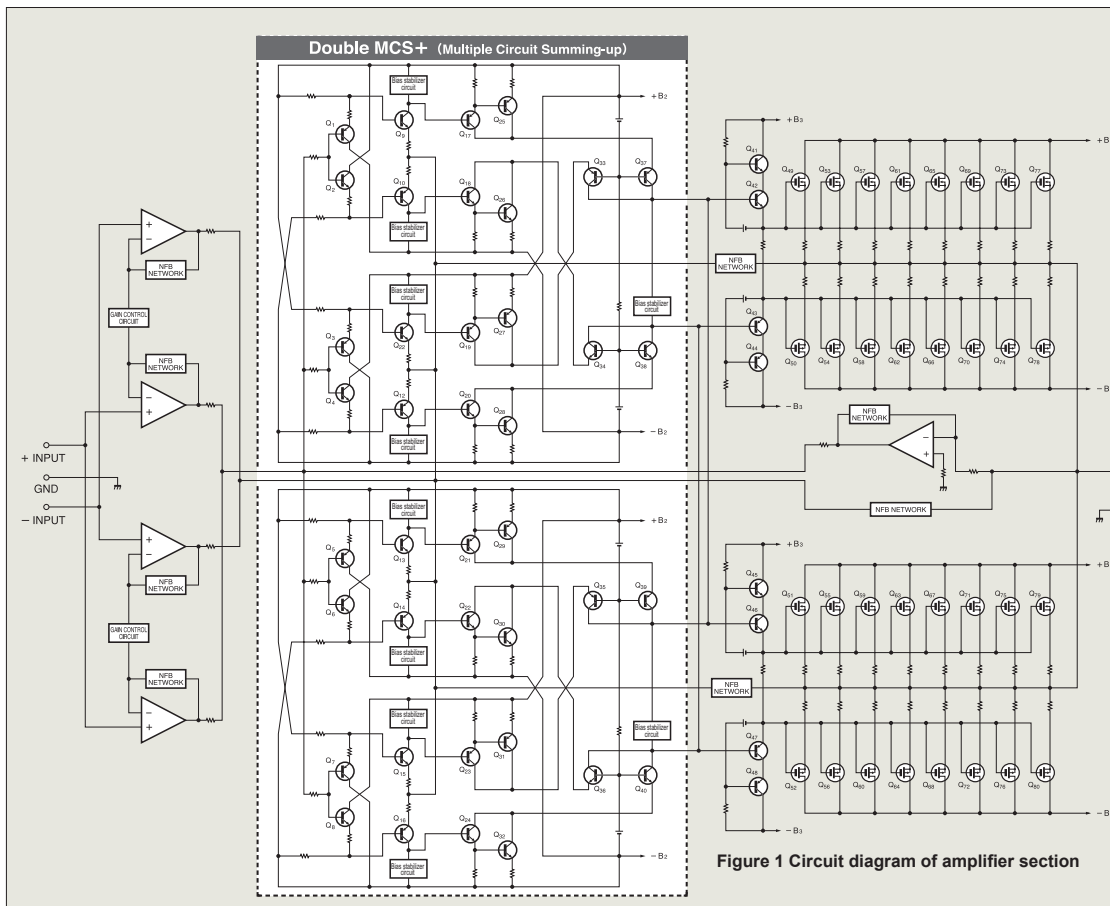 Double MCS+ (Multiple Circuit Summing-up)
Bias stabilizer circuit
Q1
Q9
Q17
Q25
+B2
Q2
Q10
Q18
Q26
Bias stabilizer circuit
Q33
Q37
Bias stabilizer circuit
Q3
Q22
Q19
Q27
Bias stabilizer circuit
Q34
Q38
Q4
Q12
Q20
Q28
Bias stabilizer circuit
−B2
+B3
+B
Q41
Q42
Q49
Q53
Q57
Q61
Q65
Q69
Q73
Q77
NFB NETWORK
Q43
Q44
Q50
Q54
Q58
Q62
Q66
Q70
Q74
Q78
−B3
−B
+
−
NFB NETWORK
GAIN CONTROL CIRCUIT
NFB NETWORK
−
+
+ INPUT
GND
− INPUT
NFB NETWORK
−
+
NFB NETWORK
+
−
NFB NETWORK
GAIN CONTROL CIRCUIT
NFB NETWORK
−
+
Bias stabilizer circuit
Q5
Q13
Q21
Q29
+B2
Q6
Q14
Q22
Q30
Bias stabilizer circuit
Q35
Q39
Bias stabilizer circuit
Q7
Q15
Q23
Q31
Bias stabilizer circuit
Q36
Q40
Q8
Q16
Q24
Q32
Bias stabilizer circuit
−B2
+B3
+B
Q45
Q46
Q51
Q55
Q59
Q63
Q67
Q71
Q75
Q79
NFB NETWORK
Q47
Q48
Q52
Q56
Q60
Q64
Q68
Q72
Q76
Q80
−B3
−B
Figure 1 Circuit diagram of amplifier section